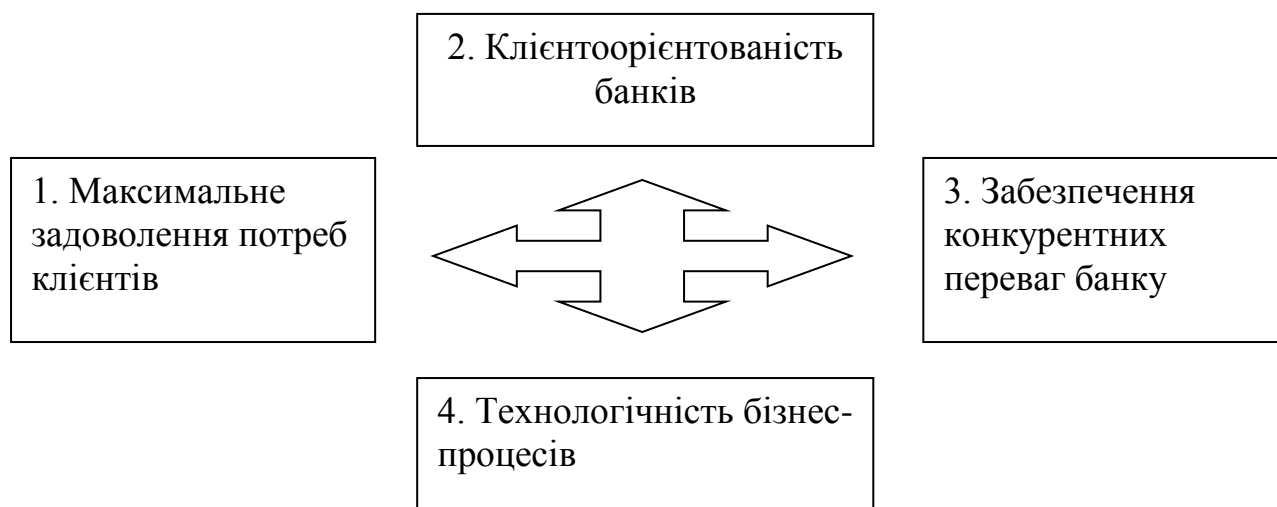 2. Клієнтоорієнтованість
банків
1. Максимальне
задоволення потреб
клієнтів
3. Забезпечення
конкурентних
переваг банку
4. Технологічність бізнес-
процесів